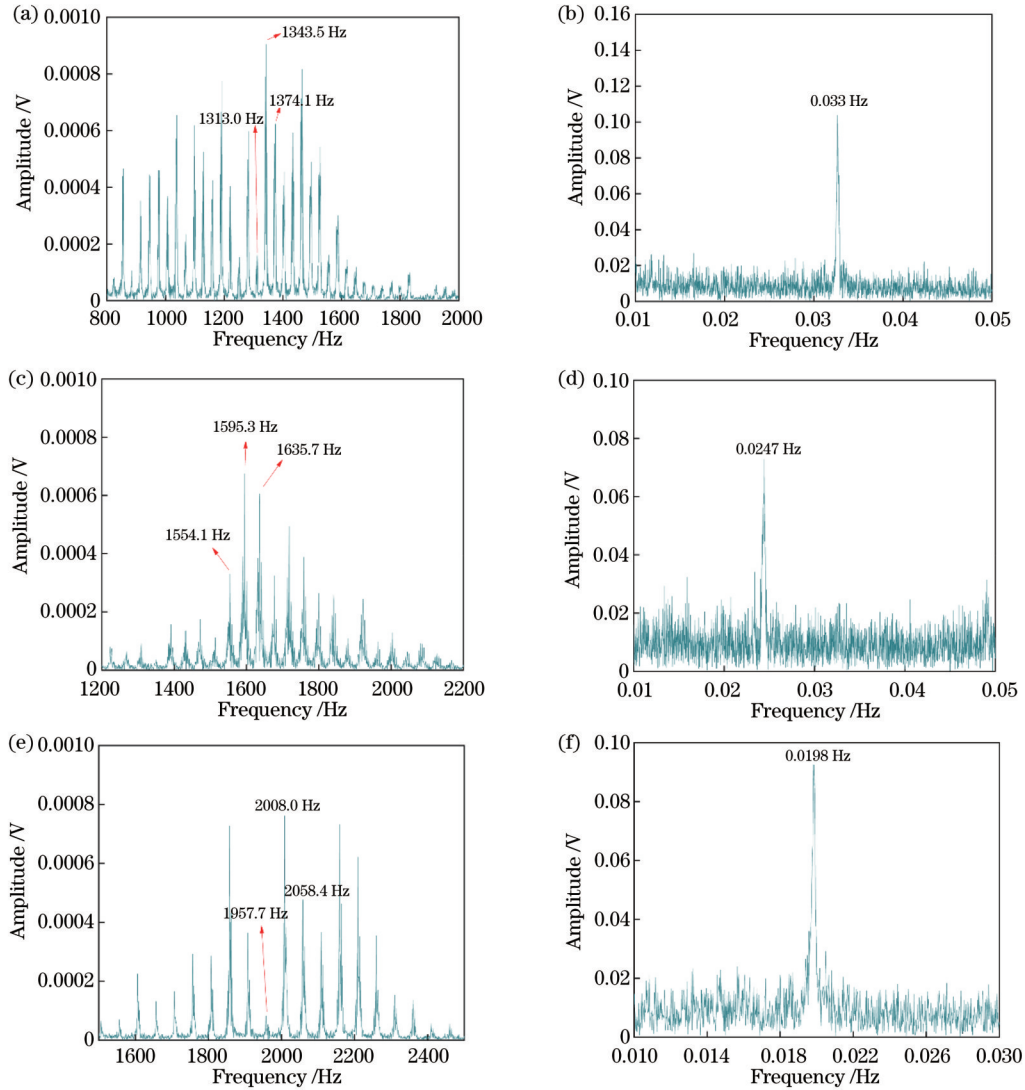 (a)
0.0010
0.0008
0.0006
0.0004
0.0002
0
Amplitude /V
1343.5 Hz
1374.1 Hz
1313.0 Hz
800 1000 1200 1400 1600 1800 2000
Frequency /Hz
(b)
0.16
0.14
0.12
0.10
0.08
0.06
0.04
0.02
0
Amplitude /V
0.033 Hz
0.01 0.02 0.03 0.04 0.05
Frequency /Hz
(c)
0.0010
0.0008
0.0006
0.0004
0.0002
0
Amplitude /V
1595.3 Hz
1635.7 Hz
1554.1 Hz
1200 1400 1600 1800 2000 2200
Frequency /Hz
(d)
0.10
0.08
0.06
0.04
0.02
0
Amplitude /V
0.0247 Hz
0.01 0.02 0.03 0.04 0.05
Frequency /Hz
(e)
0.0010
0.0008
0.0006
0.0004
0.0002
0
Amplitude /V
2008.0 Hz
2058.4 Hz
1957.7 Hz
1600 1800 2000 2200 2400
Frequency /Hz
(f)
0.10
0.08
0.06
0.04
0.02
0
Amplitude /V
0.0198 Hz
0.010 0.014 0.018 0.022 0.026 0.030
Frequency /Hz